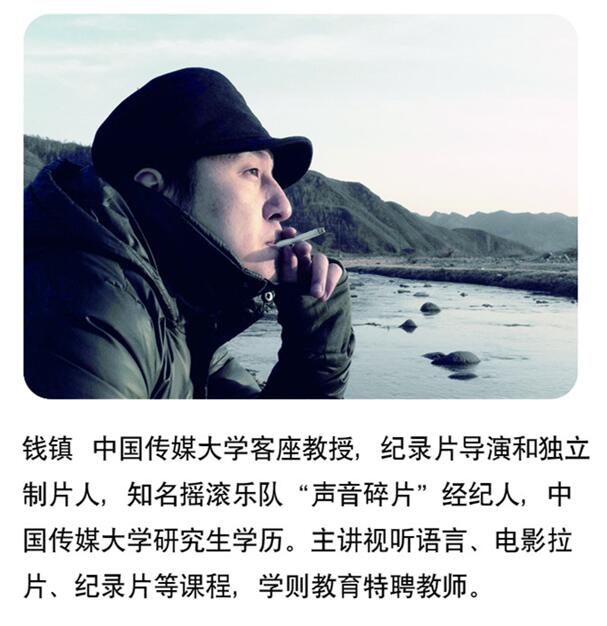 钱镇 中国传媒大学客座教授，纪录片导演和独立
制片人，知名摇滚乐队“声音碎片”经纪人，中
国传媒大学研究生学历。主讲视听语言、电影拉
片、纪录片等课程，学则教育特聘教师。